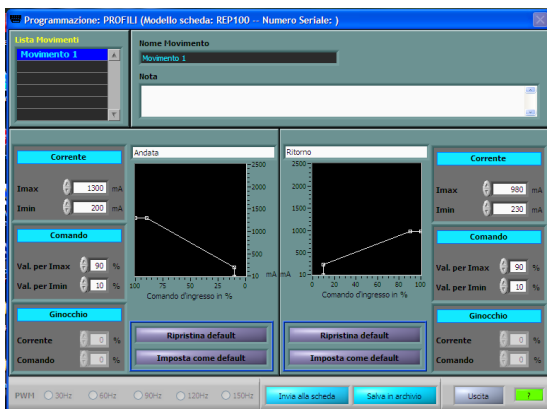 Programmazione: PROFILI (Modello scheda: REP100 -- Numero Seriale: )
Lista Movimenti
Movimento 1
Nome Movimento
Movimento 1
Nota
Corrente
Imax 1300 mA
Imin 200 mA
Comando
Val. per Imax 90 %
Val. per Imin 10 %
Ginocchio
Corrente 0 %
Comando 0 %
Andata
2500
2000
1500
1000
500
10 mA
100 75 50 25 0
Comando d'ingresso in %
Ripristina default
Imposta come default
Ritorno
2500
2000
1500
1000
500
mA 10
0 20 40 60 80 100
Comando d'ingresso in %
Ripristina default
Imposta come default
Corrente
Imax 980 mA
Imin 230 mA
Comando
Val. per Imax 90 %
Val. per Imin 10 %
Ginocchio
Corrente 0 %
Comando 0 %
PWM 30Hz 60Hz 90Hz 120Hz 150Hz
Invia alla scheda
Salva in archivio
Uscita
?